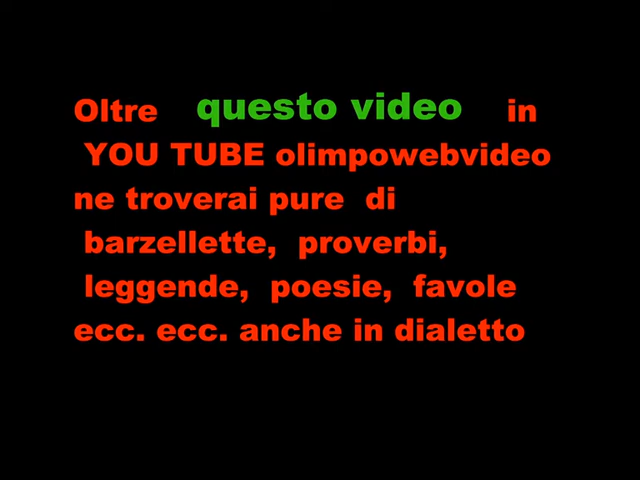 Oltre questo video in
YOU TUBE olimpowebvideo
ne troverai pure di
barzellette, proverbi,
leggende, poesie, favole
ecc. ecc. anche in dialetto